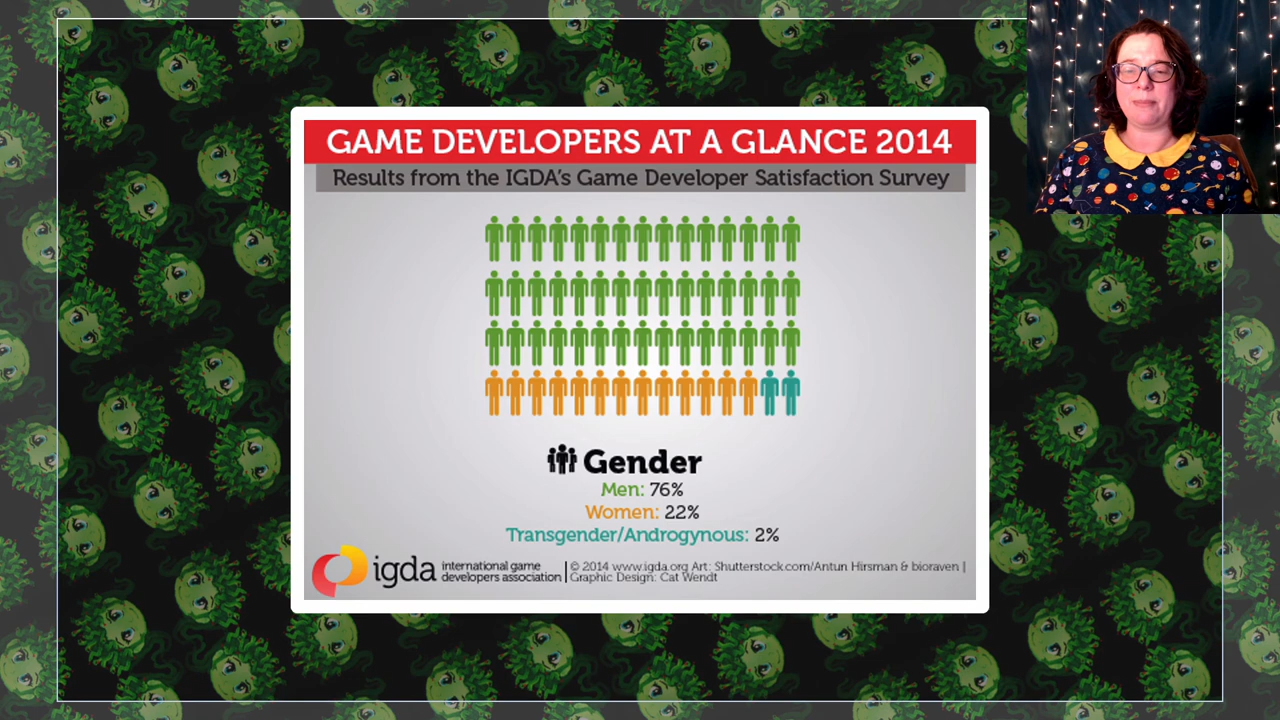 GAME DEVELOPERS AT A GLANCE 2014
Results from the IGDA's Game Developer Satisfaction Survey
Gender
Men: 76%
Women: 22%
Transgender/Androgynous: 2%
igda international game developers association
© 2014 www.igda.org Art: Shutterstock.com/Antun Hirsman & bioraven |
Graphic Design: Cat Wendt